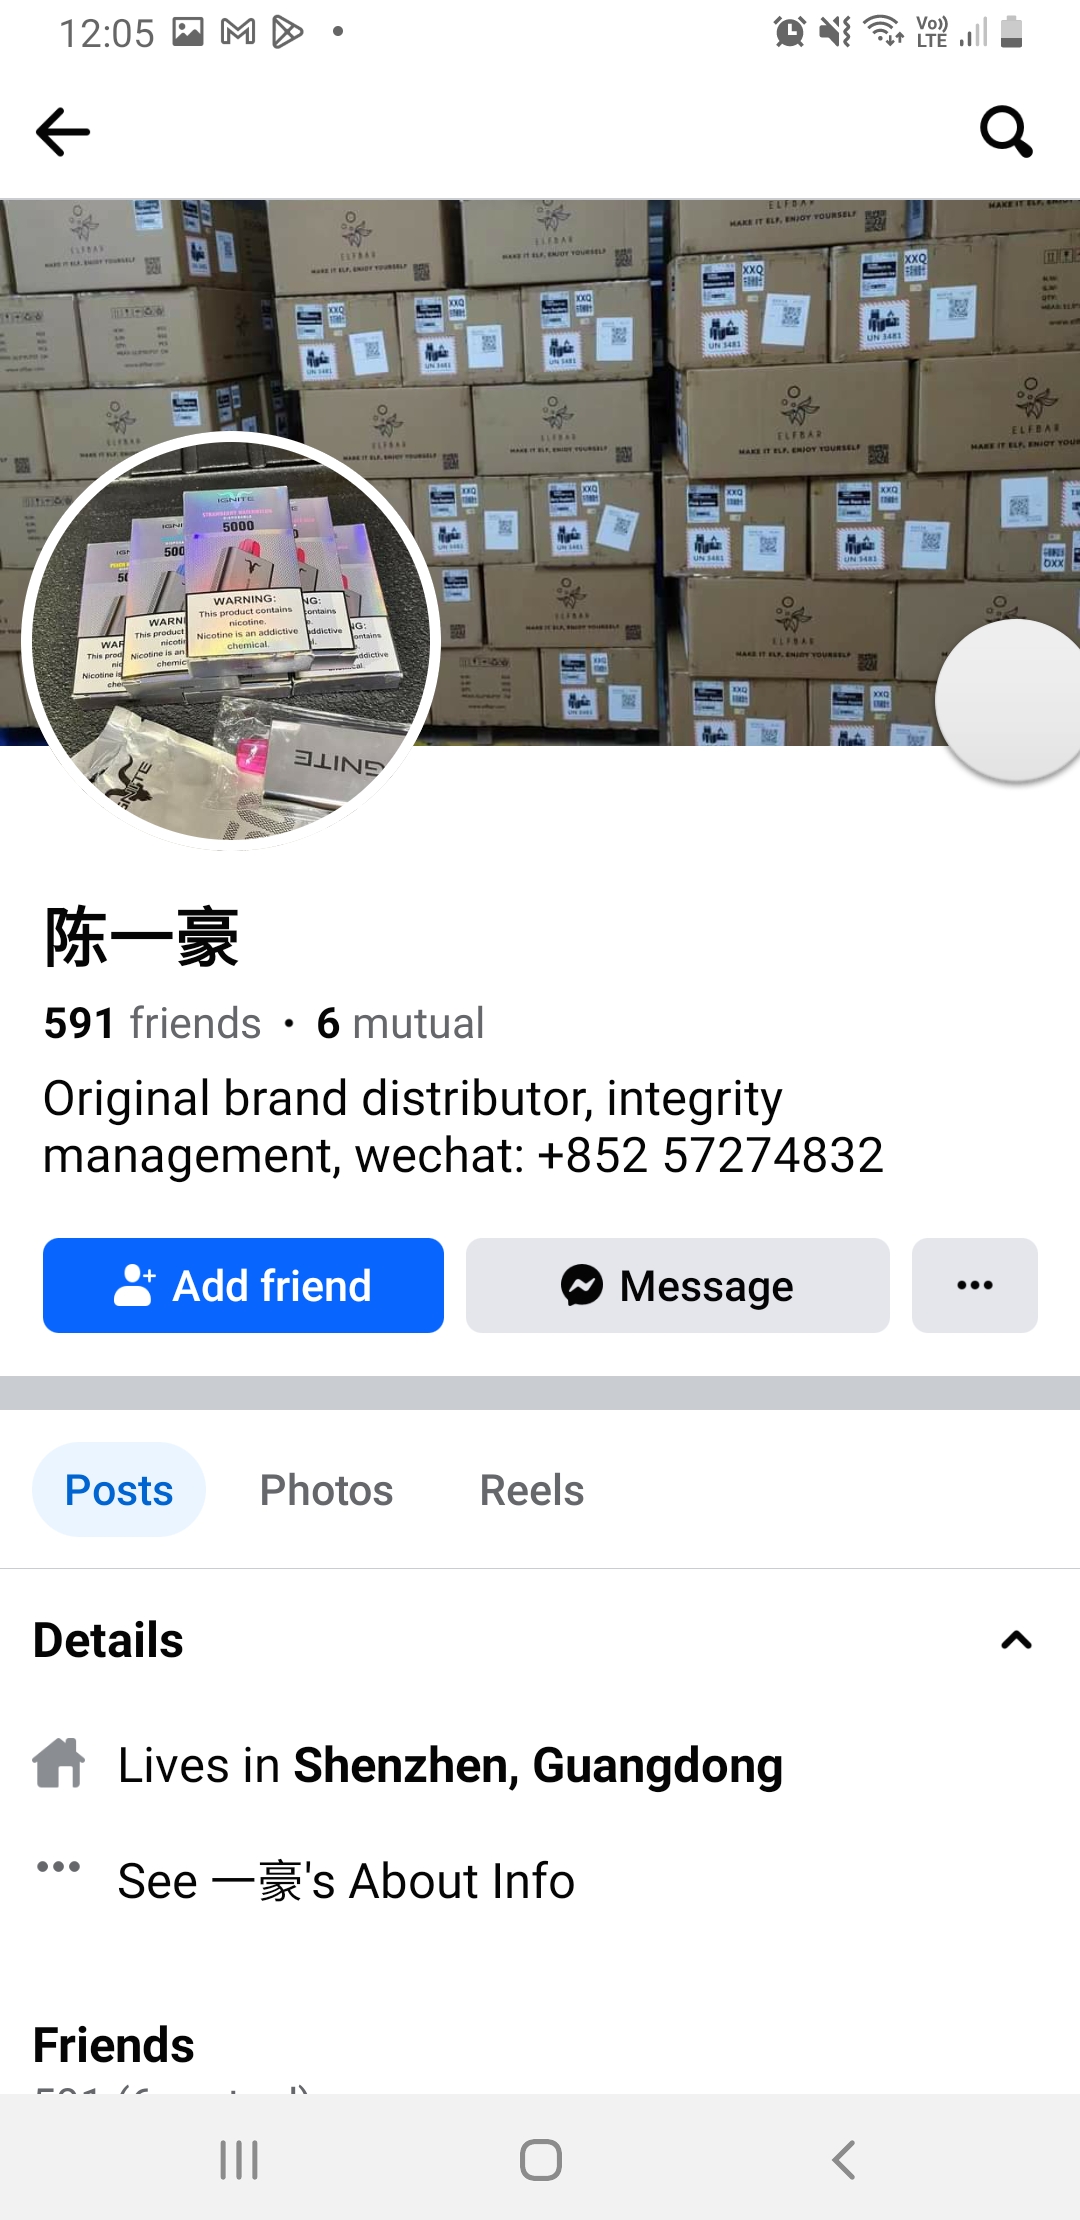 12:05
Vo))
LTE
ELFBAR
MAKE IT ELF, ENJOY YOURSELF
XXQ
UN 3481
IGNITE
5000
WARNING:
This product contains
nicotine.
Nicotine is an addictive
chemical.
IGNITE
陈一豪
591 friends • 6 mutual
Original brand distributor, integrity
management, wechat: +852 57274832
Add friend
Message
Posts
Photos
Reels
Details
Lives in Shenzhen, Guangdong
See 一豪's About Info
Friends